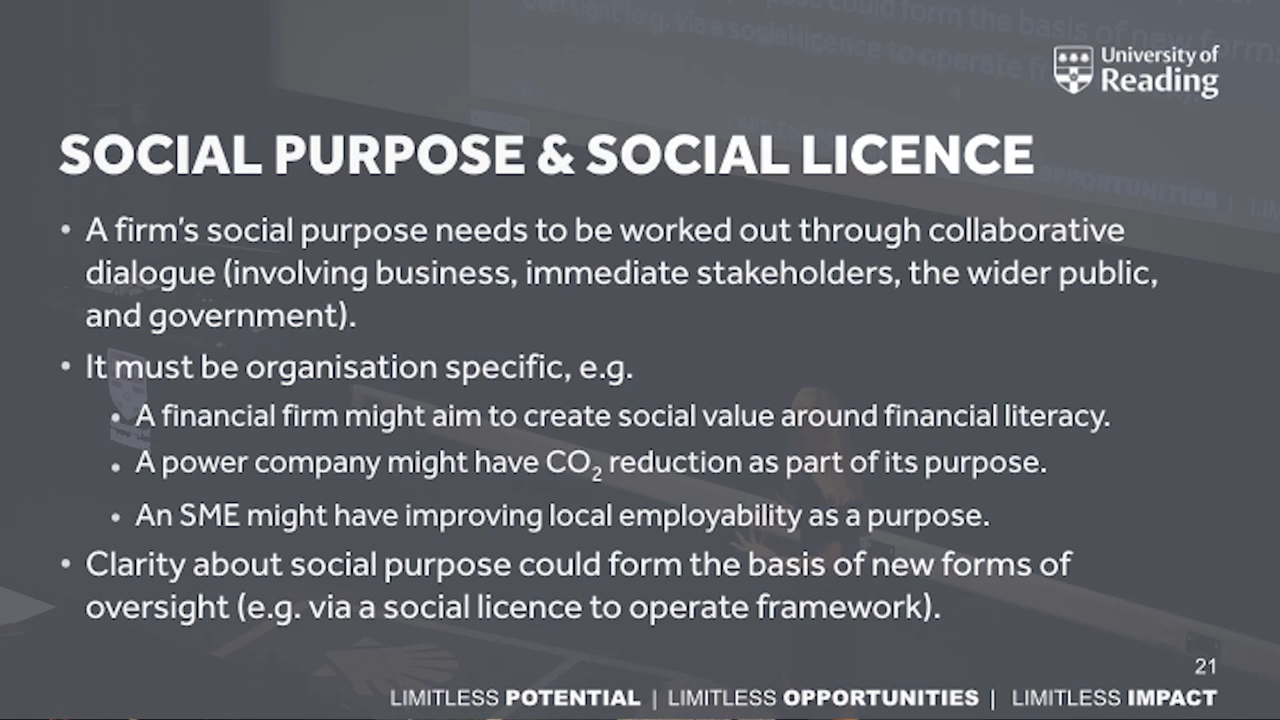 University of
Reading
SOCIAL PURPOSE & SOCIAL LICENCE
• A firm's social purpose needs to be worked out through collaborative
dialogue (involving business, immediate stakeholders, the wider public,
and government).
• It must be organisation specific, e.g.
• A financial firm might aim to create social value around financial literacy.
• A power company might have CO₂ reduction as part of its purpose.
• An SME might have improving local employability as a purpose.
• Clarity about social purpose could form the basis of new forms of
oversight (e.g. via a social licence to operate framework).
21
LIMITLESS POTENTIAL | LIMITLESS OPPORTUNITIES | LIMITLESS IMPACT